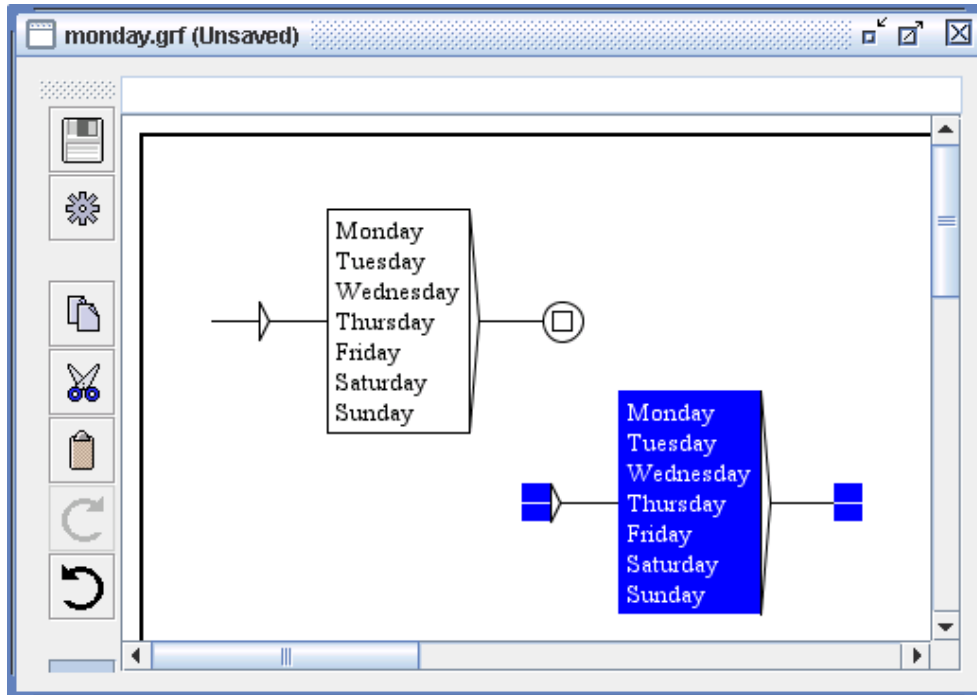 monday.grf (Unsaved)
Monday
Tuesday
Wednesday
Thursday
Friday
Saturday
Sunday
Monday
Tuesday
Wednesday
Thursday
Friday
Saturday
Sunday